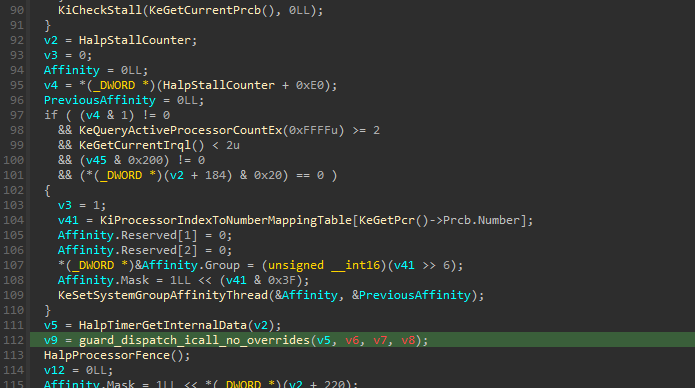 90 KiCheckStall(KeGetCurrentPrcb(), 0LL);
91 }
92 v2 = HalpStallCounter;
93 v3 = 0;
94 Affinity = 0LL;
95 v4 = *(_DWORD *)(HalpStallCounter + 0xE0);
96 PreviousAffinity = 0LL;
97 if ( (v4 & 1) != 0
98 && KeQueryActiveProcessorCountEx(0xFFFFu) >= 2
99 && KeGetCurrentIrql() < 2u
100 && (v45 & 0x200) != 0
101 && (*(_DWORD *)(v2 + 184) & 0x20) == 0 )
102 {
103 v3 = 1;
104 v41 = KiProcessorIndexToNumberMappingTable[KeGetPcr()->Prcb.Number];
105 Affinity.Reserved[1] = 0;
106 Affinity.Reserved[2] = 0;
107 *(_DWORD *)&Affinity.Group = (unsigned __int16)(v41 >> 6);
108 Affinity.Mask = 1LL << (v41 & 0x3F);
109 KeSetSystemGroupAffinityThread(&Affinity, &PreviousAffinity);
110 }
111 v5 = HalpTimerGetInternalData(v2);
112 v9 = guard_dispatch_icall_no_overrides(v5, v6, v7, v8);
113 HalpProcessorFence();
114 v12 = 0LL;
115 Affinity.Mask = 1LL << *(_DWORD *)(v2 + 220);